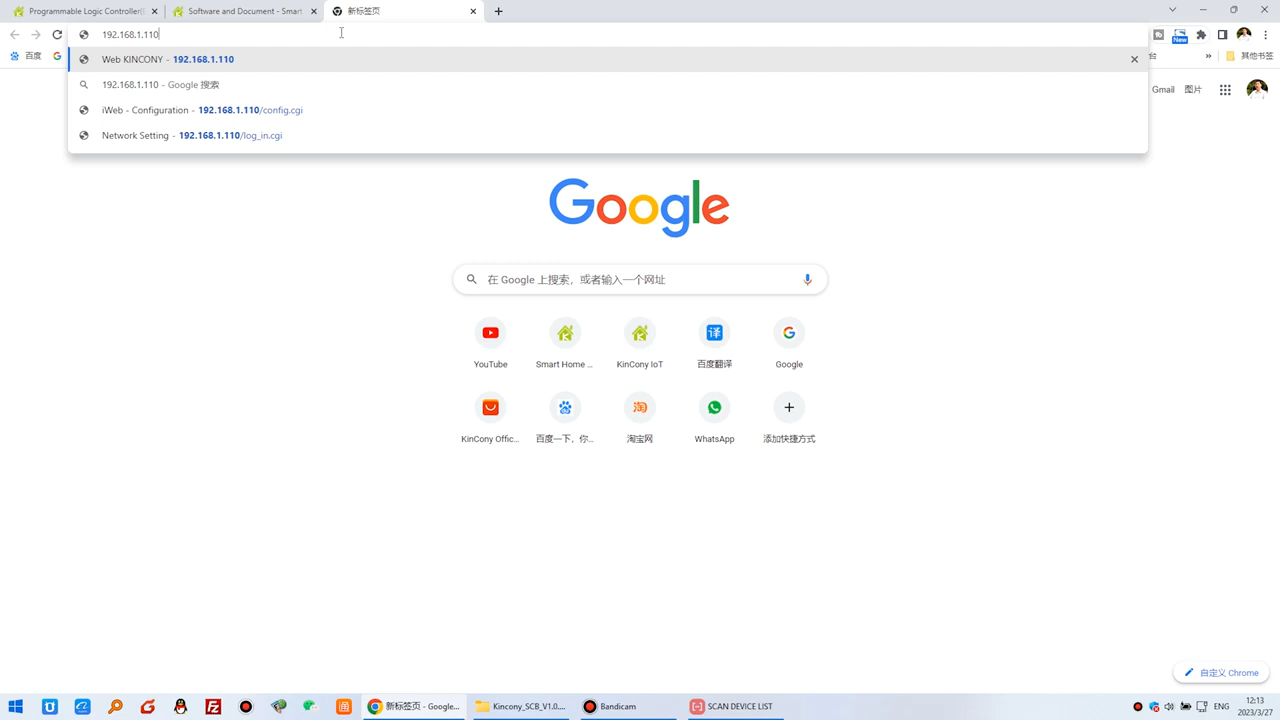 Programmable Logic Controller(E
Software and Document - Smart
新标签页
192.168.1.110
New
百度
台
其他书签
Web KINCONY - 192.168.1.110
192.168.1.110 - Google 搜索
iWeb - Configuration - 192.168.1.110/config.cgi
Network Setting - 192.168.1.110/log_in.cgi
Gmail
图片
Google
在 Google 上搜索，或者输入一个网址
译
YouTube
Smart Home ...
KinCony IoT
百度翻译
Google
淘
KinCony Offic...
百度一下，你...
淘宝网
WhatsApp
添加快捷方式
自定义 Chrome
新标签页 - Google...
Kincony_SCB_V1.0....
Bandicam
SCAN DEVICE LIST
ENG
12:13
2023/3/27